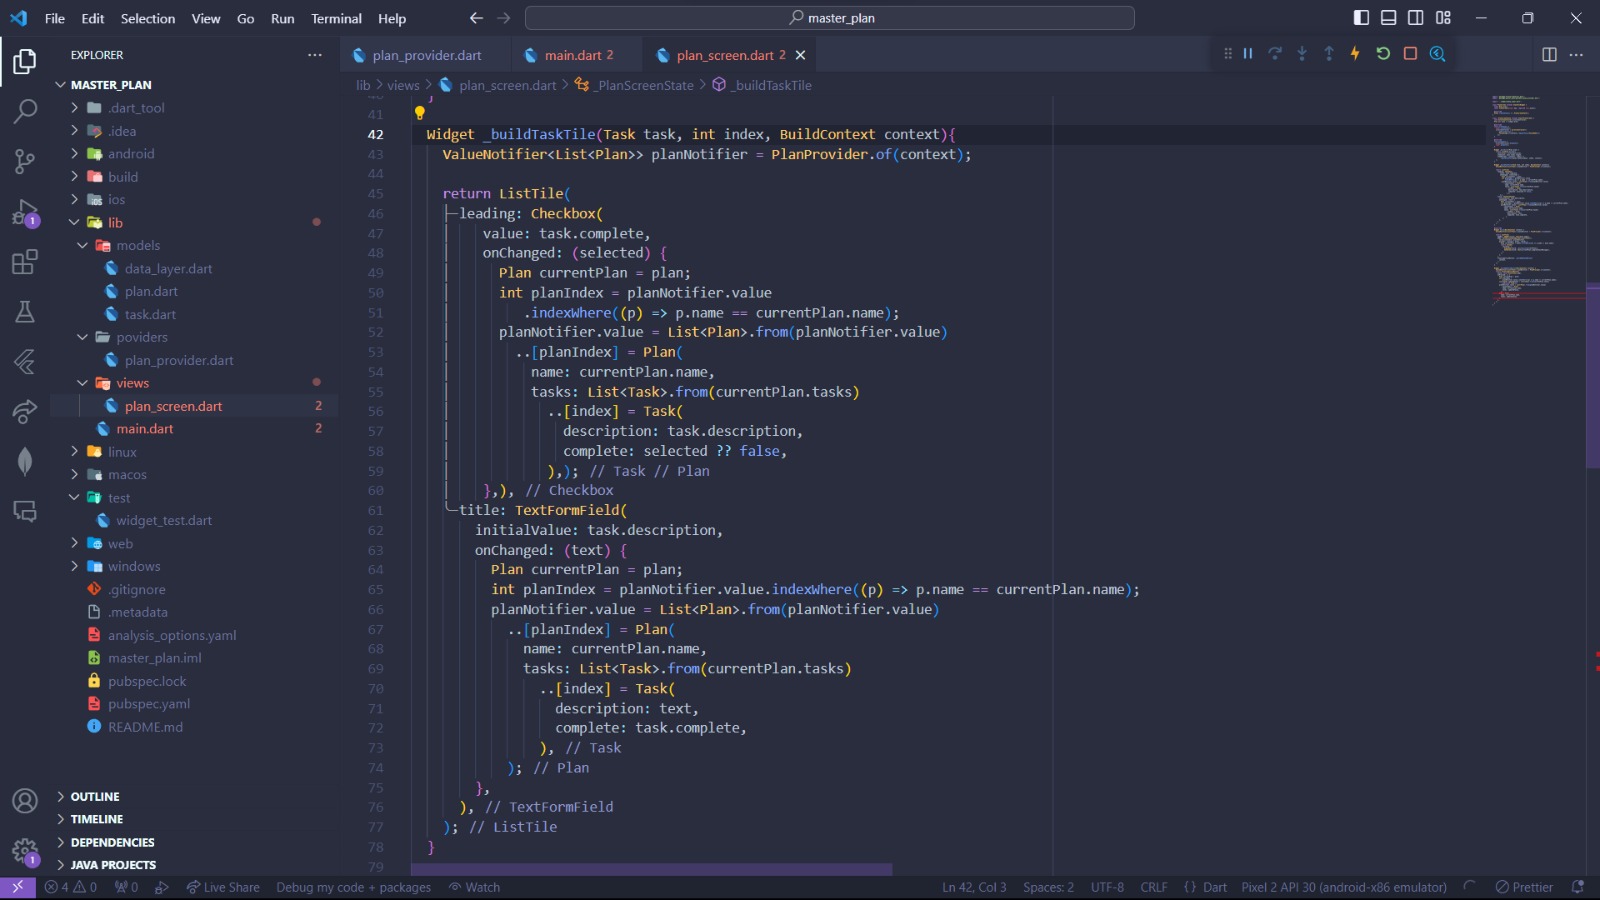 File Edit Selection View Go Run Terminal Help
master_plan
EXPLORER
plan_provider.dart
main.dart 2
plan_screen.dart 2
MASTER_PLAN
.dart_tool
.idea
android
build
ios
lib
models
data_layer.dart
plan.dart
task.dart
poviders
plan_provider.dart
views
plan_screen.dart 2
main.dart 2
linux
macos
test
widget_test.dart
web
windows
.gitignore
.metadata
analysis_options.yaml
master_plan.iml
pubspec.lock
pubspec.yaml
README.md
OUTLINE
TIMELINE
DEPENDENCIES
JAVA PROJECTS
1
1
lib > views > plan_screen.dart > _PlanScreenState > _buildTaskTile
40 }
41
42 Widget _buildTaskTile(Task task, int index, BuildContext context){
43 ValueNotifier<List<Plan>> planNotifier = PlanProvider.of(context);
44
45 return ListTile(
46 leading: Checkbox(
47 value: task.complete,
48 onChanged: (selected) {
49 Plan currentPlan = plan;
50 int planIndex = planNotifier.value
51 .indexWhere((p) => p.name == currentPlan.name);
52 planNotifier.value = List<Plan>.from(planNotifier.value)
53 ..[planIndex] = Plan(
54 name: currentPlan.name,
55 tasks: List<Task>.from(currentPlan.tasks)
56 ..[index] = Task(
57 description: task.description,
58 complete: selected ?? false,
59 ),); // Task // Plan
60 },), // Checkbox
61 title: TextFormField(
62 initialValue: task.description,
63 onChanged: (text) {
64 Plan currentPlan = plan;
65 int planIndex = planNotifier.value.indexWhere((p) => p.name == currentPlan.name);
66 planNotifier.value = List<Plan>.from(planNotifier.value)
67 ..[planIndex] = Plan(
68 name: currentPlan.name,
69 tasks: List<Task>.from(currentPlan.tasks)
70 ..[index] = Task(
71 description: text,
72 complete: task.complete,
73 ), // Task
74 ); // Plan
75 },
76 ), // TextFormField
77 ); // ListTile
78 }
79
4 0 0 Live Share Debug my code + packages Watch Ln 42, Col 3 Spaces: 2 UTF-8 CRLF {} Dart Pixel 2 API 30 (android-x86 emulator) Prettier